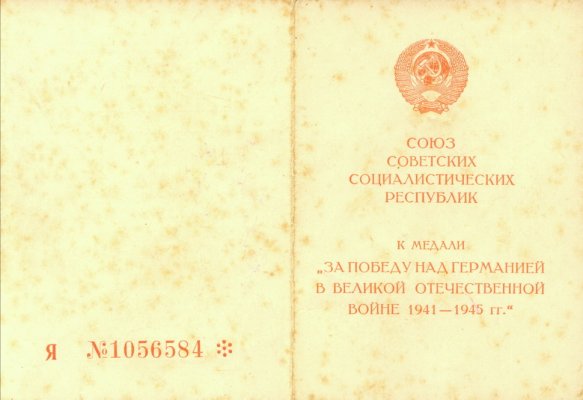 СОЮЗ
СОВЕТСКИХ
СОЦИАЛИСТИЧЕСКИХ
РЕСПУБЛИК
К МЕДАЛИ
„ЗА ПОБЕДУ НАД ГЕРМАНИЕЙ
В ВЕЛИКОЙ ОТЕЧЕСТВЕННОЙ
ВОЙНЕ 1941—1945 гг.“
Я №1056584 ፨